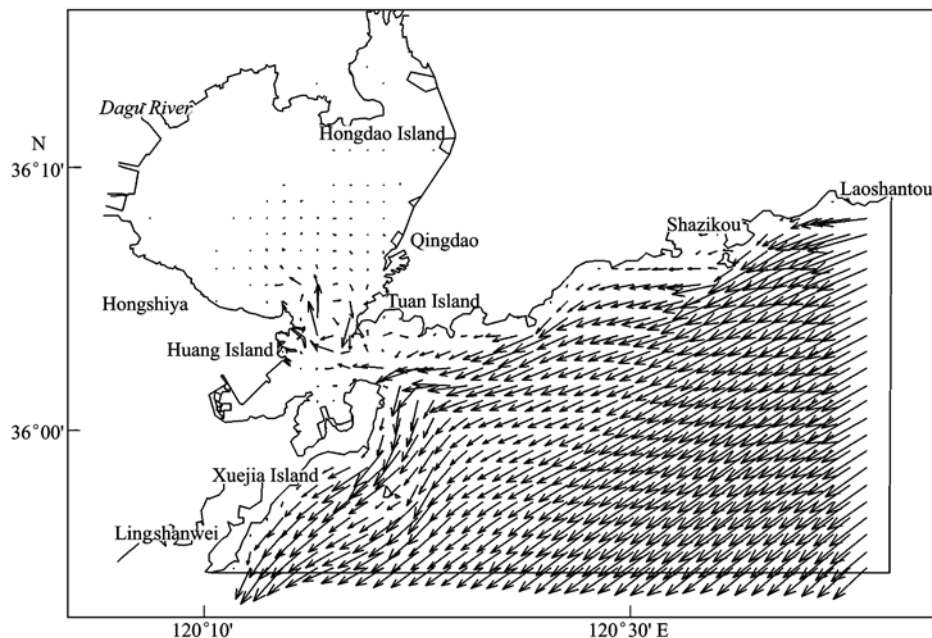 Dagu River
Hongdao Island
N
36°10'
Laoshantou
Shazikou
Qingdao
Hongshiya
Tuan Island
Huang Island
36°00'
Xuejia Island
Lingshanwei
120°10'
120°30' E